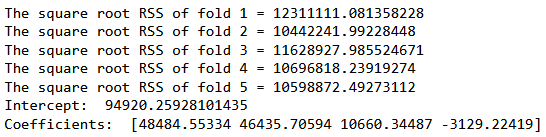 The square root RSS of fold 1 = 12311111.081358228
The square root RSS of fold 2 = 10442241.99228448
The square root RSS of fold 3 = 11628927.985524671
The square root RSS of fold 4 = 10696818.23919274
The square root RSS of fold 5 = 10598872.49273112
Intercept:  94920.25928101435
Coefficients:  [48484.55334 46435.70594 10660.34487 -3129.22419]